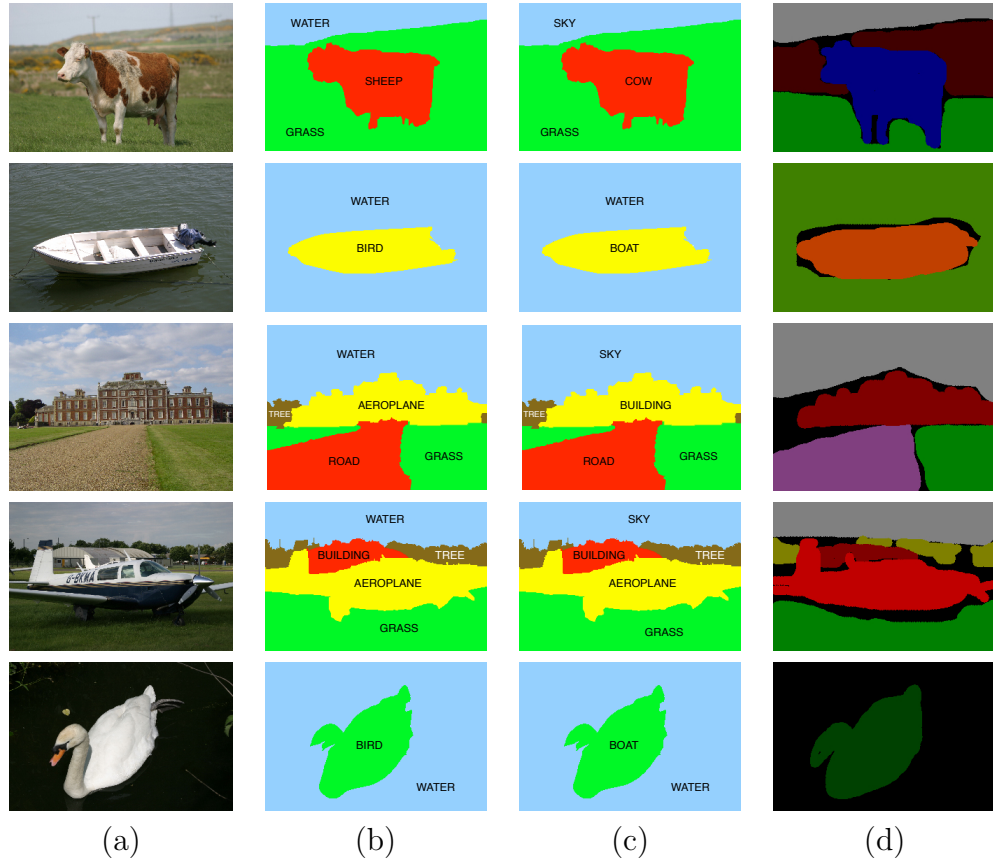 WATER
SKY
SHEEP
COW
GRASS
GRASS
WATER
WATER
BIRD
BOAT
WATER
SKY
AEROPLANE
BUILDING
TREE
TREE
ROAD
GRASS
ROAD
GRASS
WATER
SKY
BUILDING
TREE
BUILDING
TREE
G-BKMA
AEROPLANE
AEROPLANE
GRASS
GRASS
BIRD
BOAT
WATER
WATER
(a)
(b)
(c)
(d)